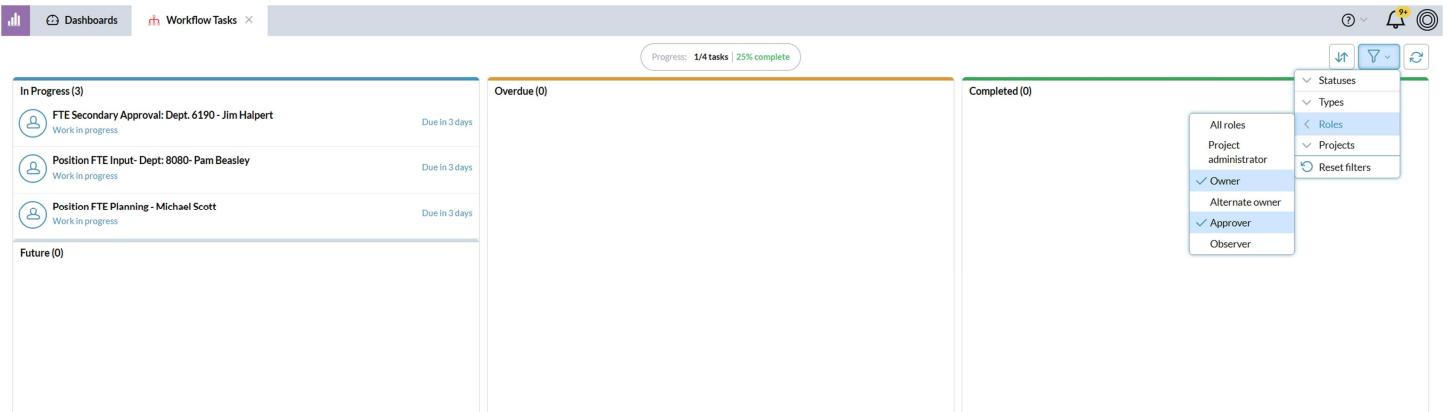 Dashboards
Workflow Tasks
9+
Progress: 1/4 tasks | 25% complete
In Progress (3)
FTE Secondary Approval: Dept. 6190 - Jim Halpert
Work in progress
Due in 3 days
Position FTE Input- Dept: 8080- Pam Beasley
Work in progress
Due in 3 days
Position FTE Planning - Michael Scott
Work in progress
Due in 3 days
Future (0)
Overdue (0)
Completed (0)
Statuses
Types
Roles
Projects
Reset filters
All roles
Project
administrator
Owner
Alternate owner
Approver
Observer